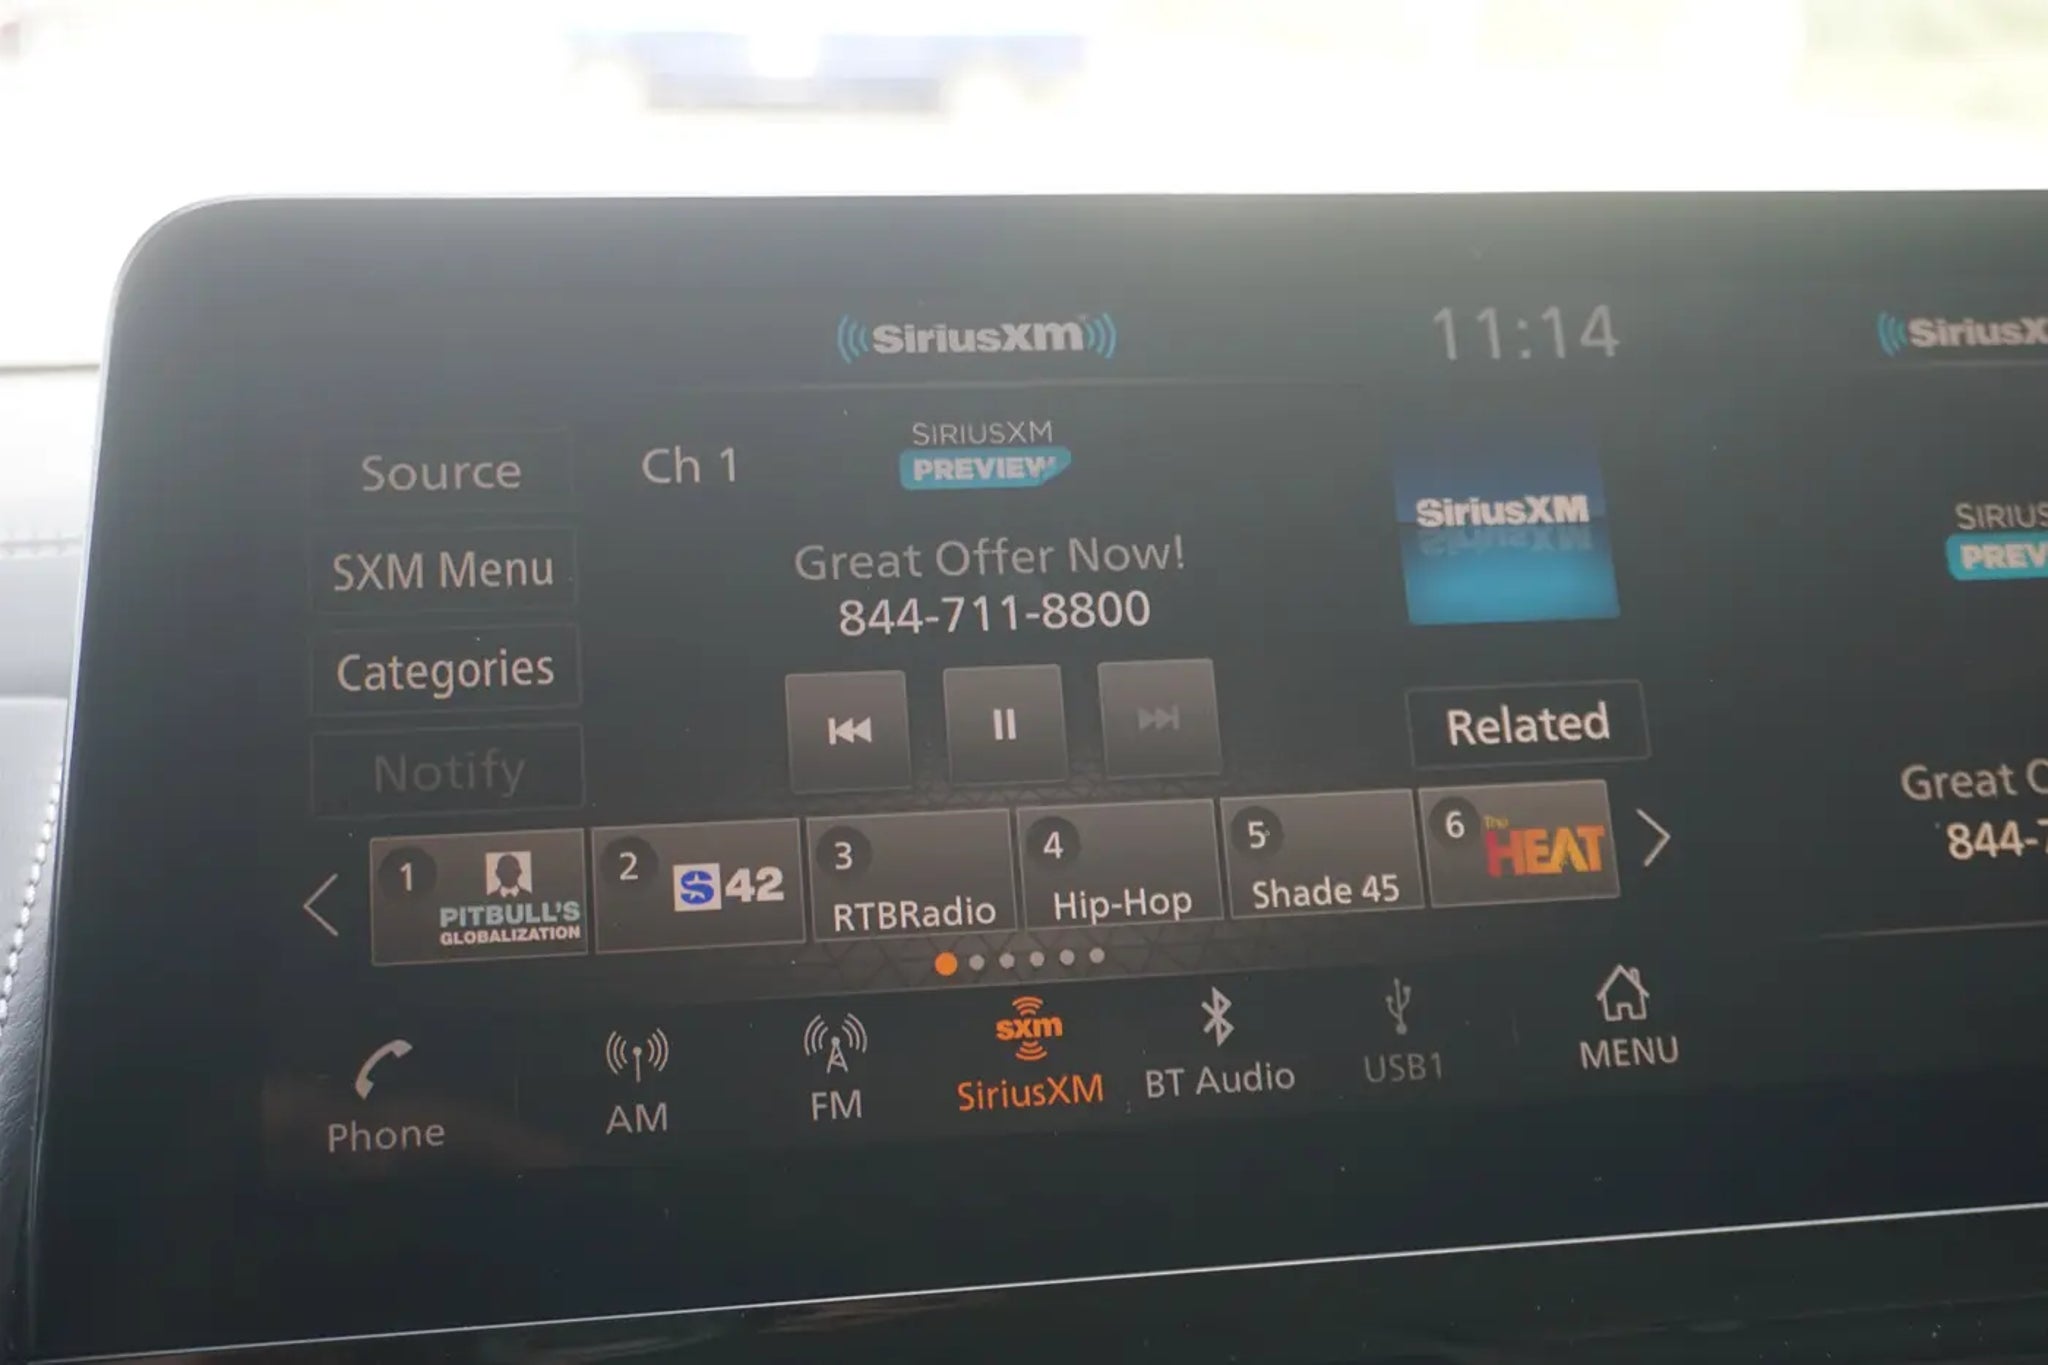 SiriusXm
11:14
SiriusX
Source
Ch 1
SIRIUSXM
PREVIEW
SiriusXM
SIRIUS
PREV
SXM Menu
Great Offer Now!
844-711-8800
Categories
Related
Notify
Great O
844-7
1
PITBULL'S
GLOBALIZATION
2
S 42
3
RTBRadio
4
Hip-Hop
5
Shade 45
6
The
HEAT
Phone
AM
FM
sxm
SiriusXM
BT Audio
USB1
MENU